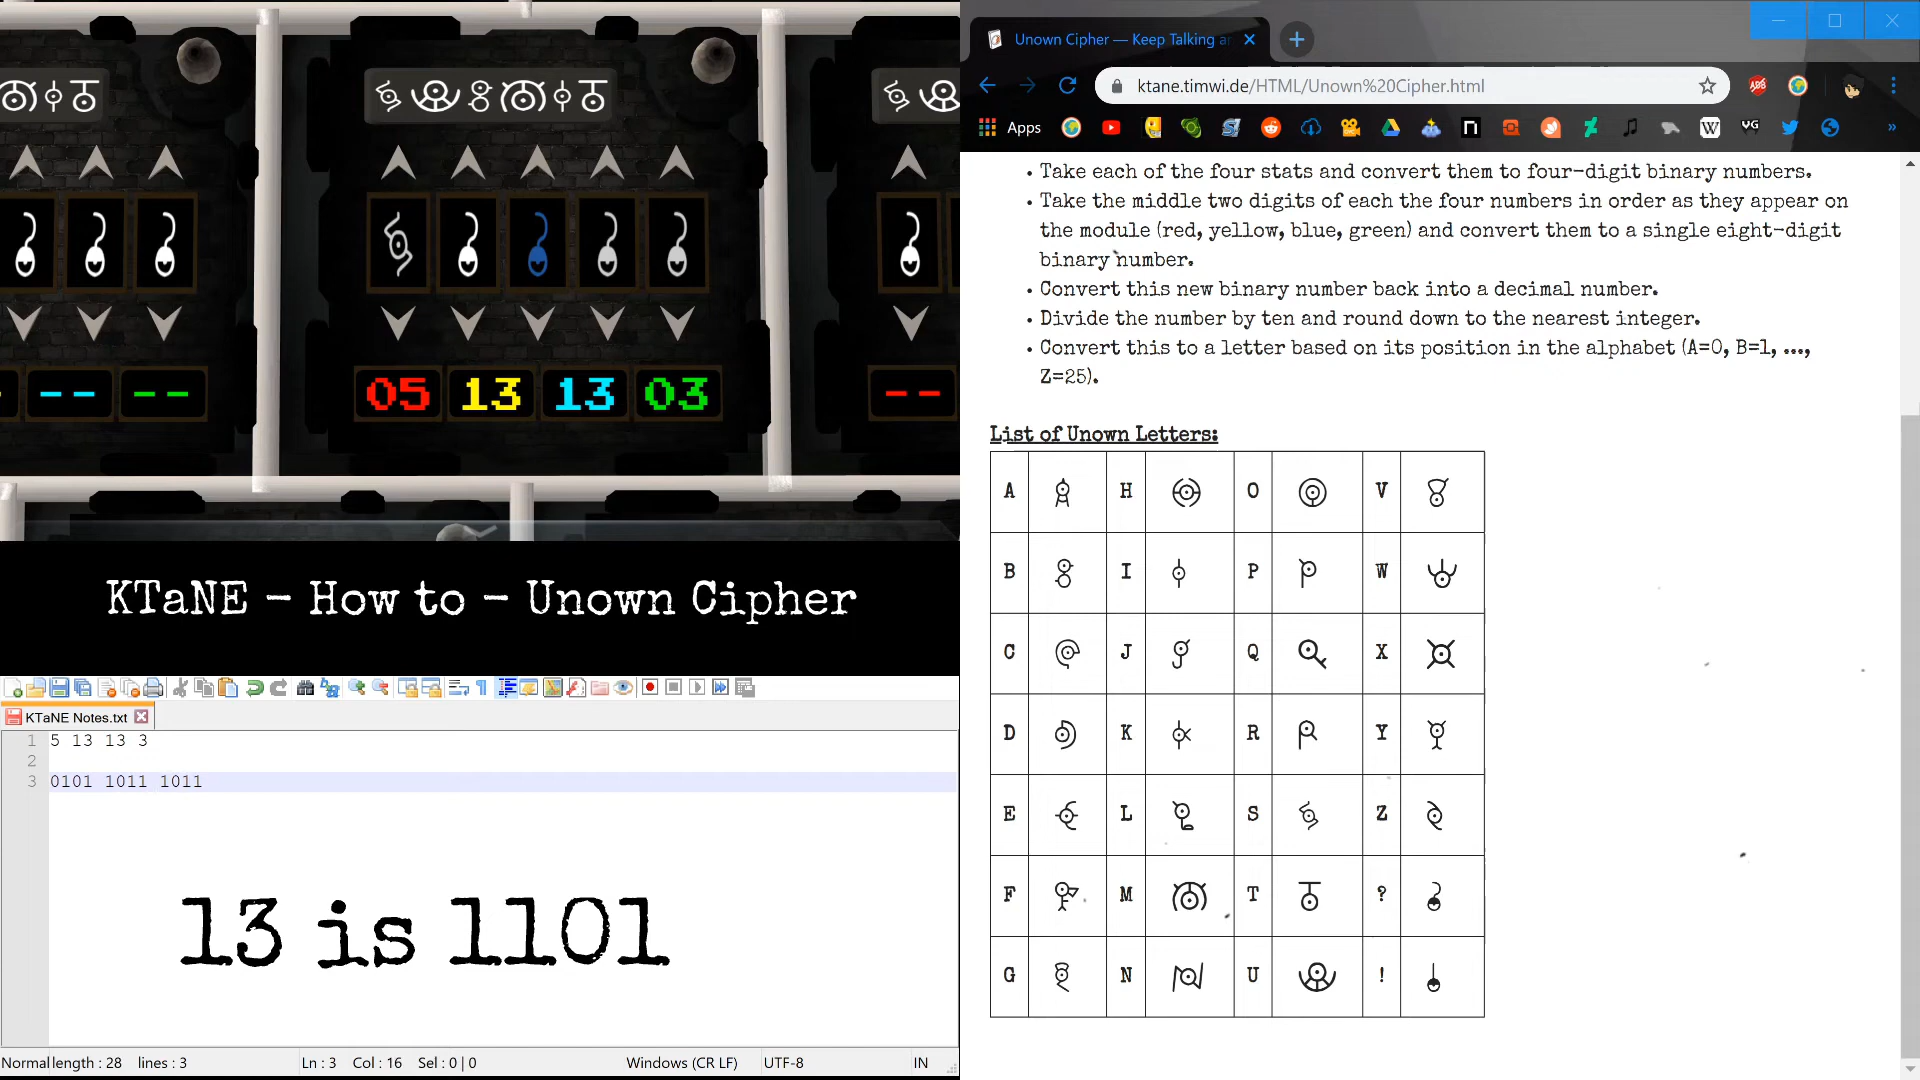 05 13 13 03
-- --
--
KTaNE - How to - Unown Cipher
KTaNE Notes.txt
1 5 13 13 3
2
3 0101 1011 1011
13 is 1101
Normal length : 28 lines : 3 Ln : 3 Col : 16 Sel : 0 | 0 Windows (CR LF) UTF-8 IN
Unown Cipher — Keep Talking a
ktane.timwi.de/HTML/Unown%20Cipher.html
Apps
• Take each of the four stats and convert them to four-digit binary numbers.
• Take the middle two digits of each the four numbers in order as they appear on
the module (red, yellow, blue, green) and convert them to a single eight-digit
binary number.
• Convert this new binary number back into a decimal number.
• Divide the number by ten and round down to the nearest integer.
• Convert this to a letter based on its position in the alphabet (A=0, B=1, ...,
Z=25).
List of Unown Letters:
A H O V
B I P W
C J Q X
D K R Y
E L S Z
F M T ?
G N U !